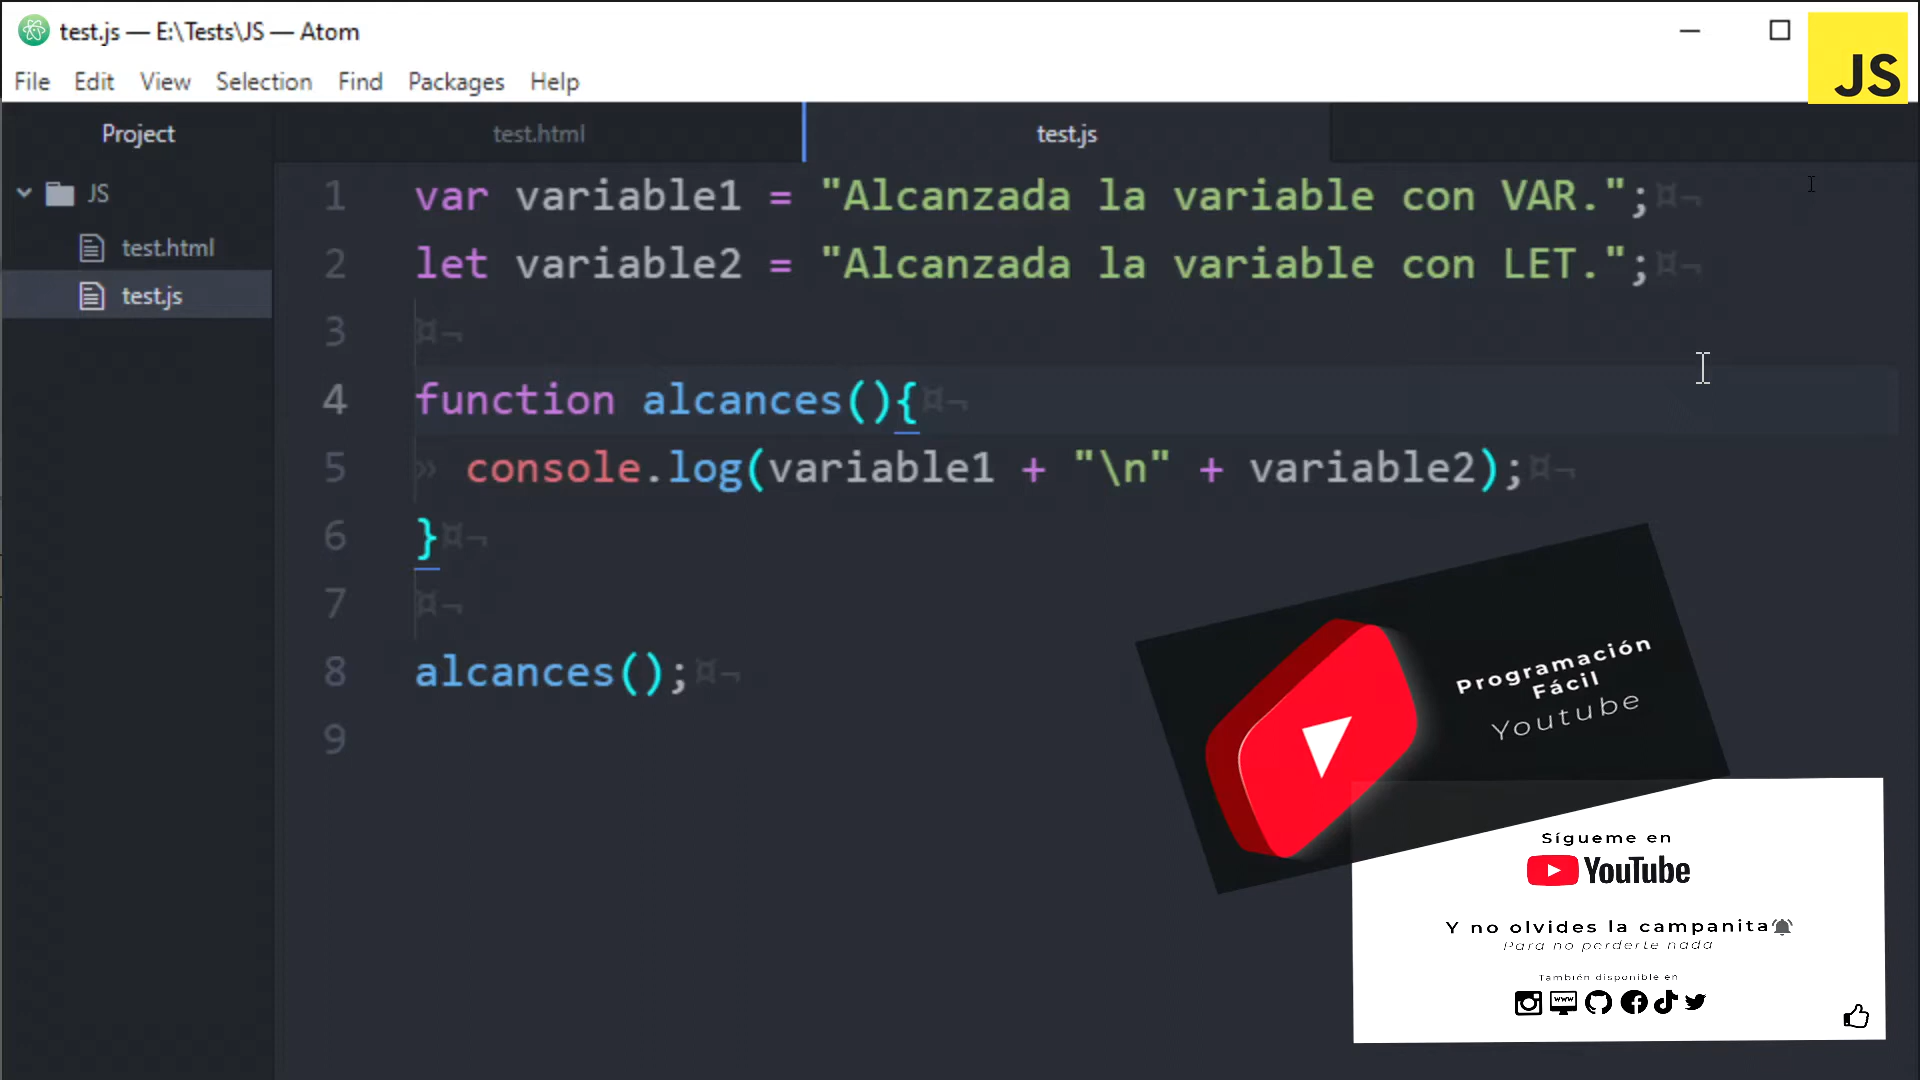 test.js — E:\Tests\JS — Atom
File Edit View Selection Find Packages Help
JS
Project
test.html
test.js
JS
test.html
test.js
1 var variable1 = "Alcanzada la variable con VAR.";¤¬
2 let variable2 = "Alcanzada la variable con LET.";¤¬
3 ¤¬
4 function alcances(){¤¬
5 » console.log(variable1 + "\n" + variable2);¤¬
6 }¤¬
7 ¤¬
8 alcances();¤¬
9
Programación
Fácil
Youtube
Sígueme en
YouTube
Y no olvides la campanita
Para no perderte nada
También disponible en
www